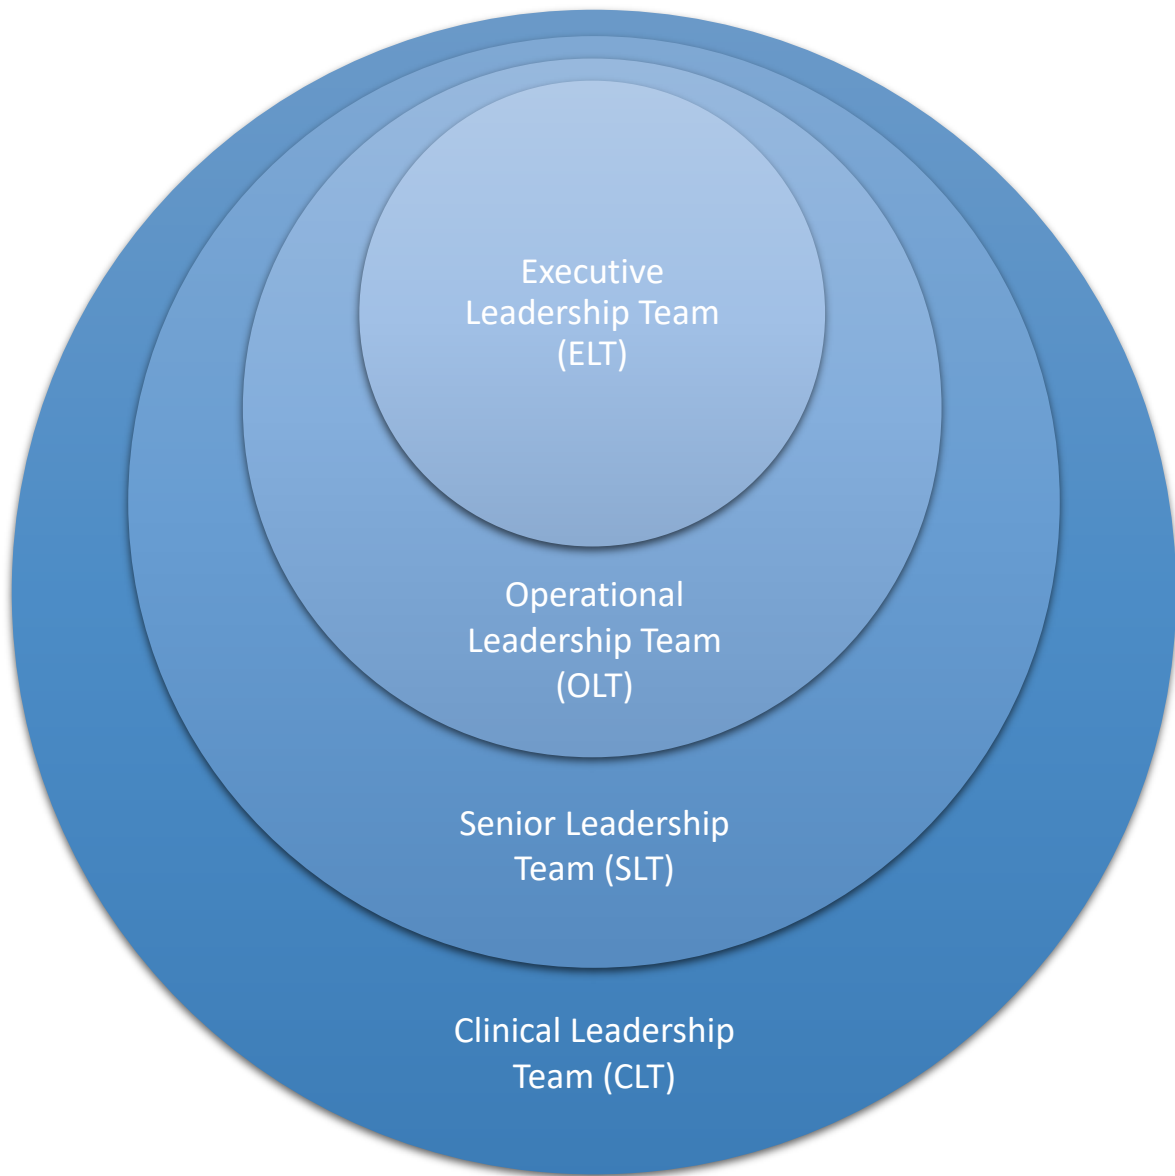 Executive
Leadership Team
(ELT)
Operational
Leadership Team
(OLT)
Senior Leadership
Team (SLT)
Clinical Leadership
Team (CLT)